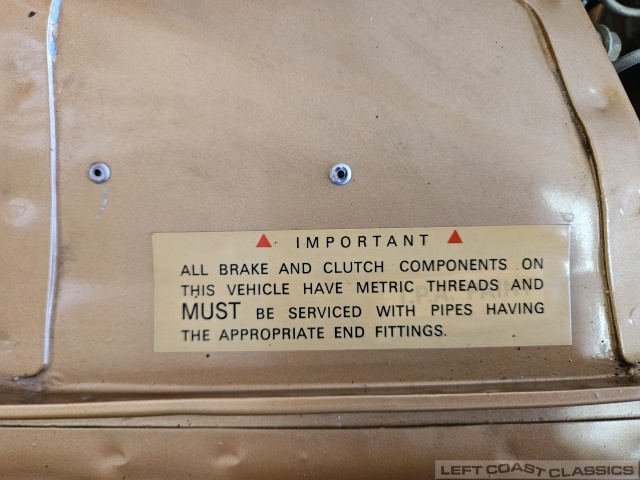 IMPORTANT
ALL BRAKE AND CLUTCH COMPONENTS ON
THIS VEHICLE HAVE METRIC THREADS AND
MUST BE SERVICED WITH PIPES HAVING
THE APPROPRIATE END FITTINGS.
LEFT COAST CLASSICS